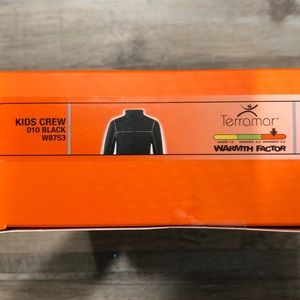 KIDS CREW
010 BLACK
W8753
Terramar
WARMTH FACTOR